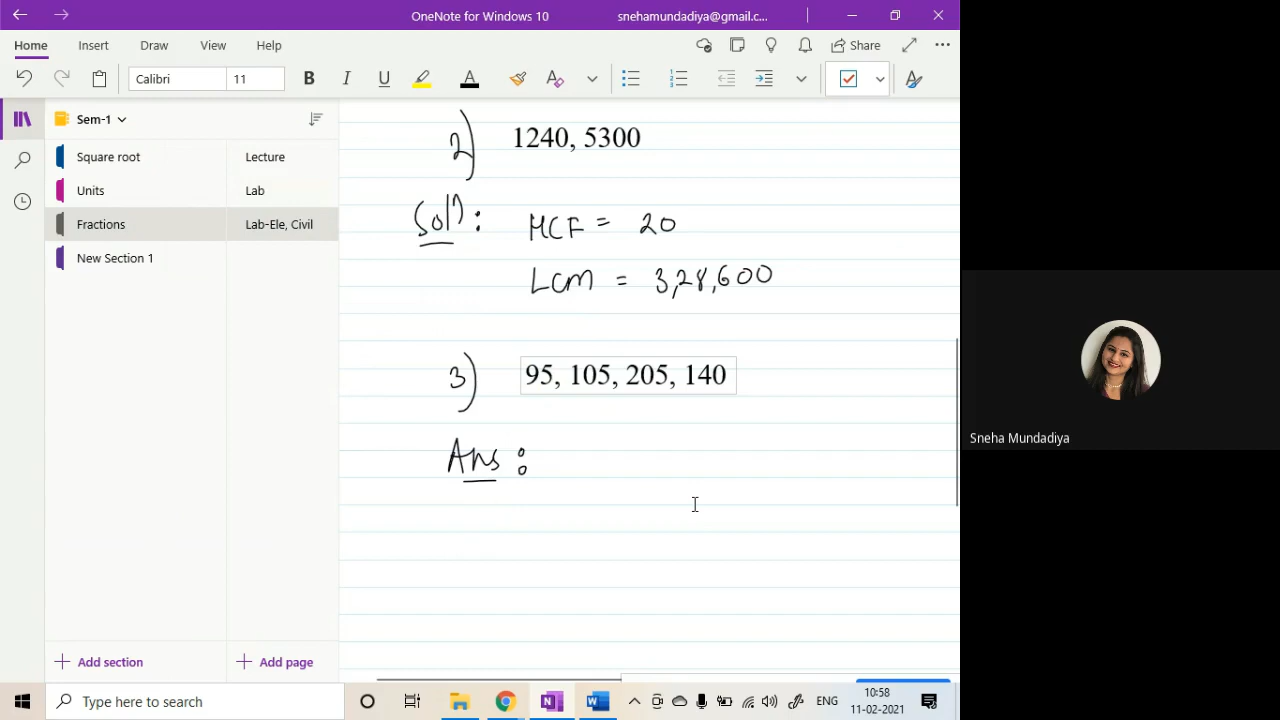 OneNote for Windows 10
snehamundadiya@gmail.c...
Home Insert Draw View Help
Share
Calibri 11 B I U A
Sem-1
Square root
Units
Fractions
New Section 1
Lecture
Lab
Lab-Ele, Civil
2) 1240, 5300
Soln: HCF = 20
LCM = 3,28,600
3) 95, 105, 205, 140
Ans:
Sneha Mundadiya
+ Add section
+ Add page
Type here to search
ENG
10:58
11-02-2021